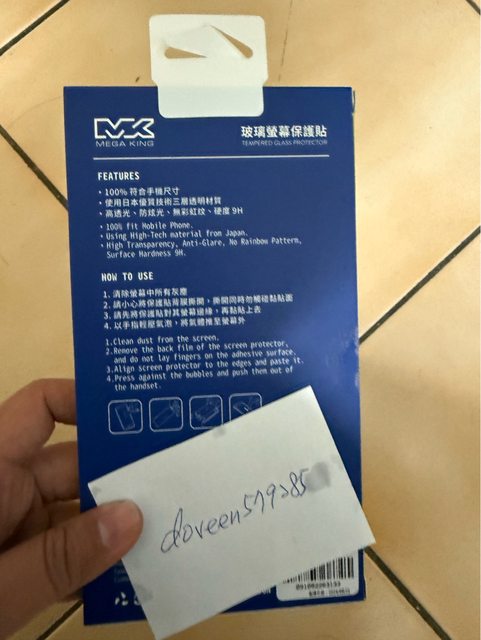 MK
MEGA KING
玻璃螢幕保護貼
TEMPERED GLASS PROTECTOR
FEATURES
・100% 符合手機尺寸
・使用日本優質技術三層透明材質
・高透光、防炫光、無彩虹紋、硬度 9H
・100% fit Mobile Phone.
・Using High-Tech material from Japan.
・High Transparency, Anti-Glare, No Rainbow Pattern,
Surface Hardness 9H.
HOW TO USE
1. 清除螢幕中所有灰塵
2. 請小心將保護貼背膜撕開，撕開同時勿觸碰黏貼面
3. 請先將保護貼對其螢幕邊緣，再黏貼上去
4. 以手指輕壓氣泡，將氣體推至螢幕外
1.Clean dust from the screen.
2.Remove the back film of the screen protector,
and do not lay fingers on the adhesive surface.
3.Align screen protector to the edges and paste it.
4.Press against the bubbles and push them out of
the handset.